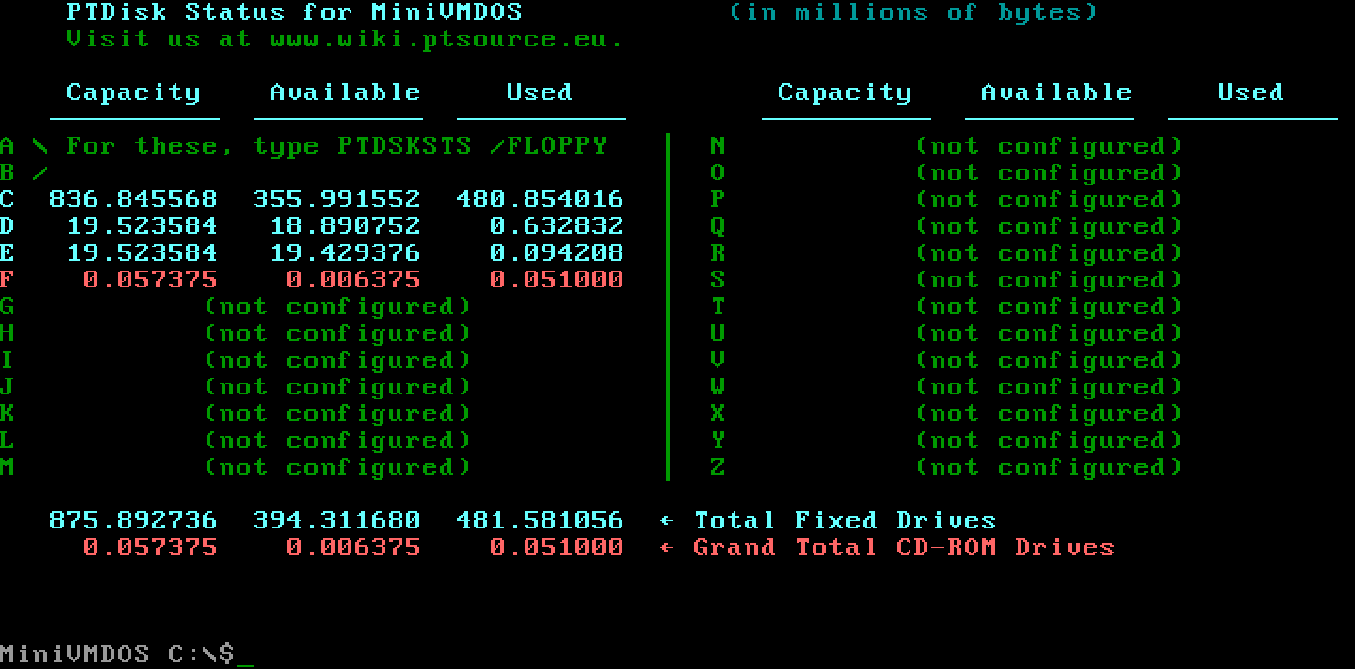 PTDisk Status for MiniVMDOS (in millions of bytes)
Visit us at www.wiki.ptsource.eu.
Capacity Available Used Capacity Available Used
A \ For these, type PTDSKSTS /FLOPPY N (not configured)
B / O (not configured)
C 836.845568 355.991552 480.854016 P (not configured)
D 19.523584 18.890752 0.632832 Q (not configured)
E 19.523584 19.429376 0.094208 R (not configured)
F 0.057375 0.006375 0.051000 S (not configured)
G (not configured) T (not configured)
H (not configured) U (not configured)
I (not configured) V (not configured)
J (not configured) W (not configured)
K (not configured) X (not configured)
L (not configured) Y (not configured)
M (not configured) Z (not configured)
875.892736 394.311680 481.581056 ← Total Fixed Drives
0.057375 0.006375 0.051000 ← Grand Total CD-ROM Drives
MiniVMDOS C:\$_